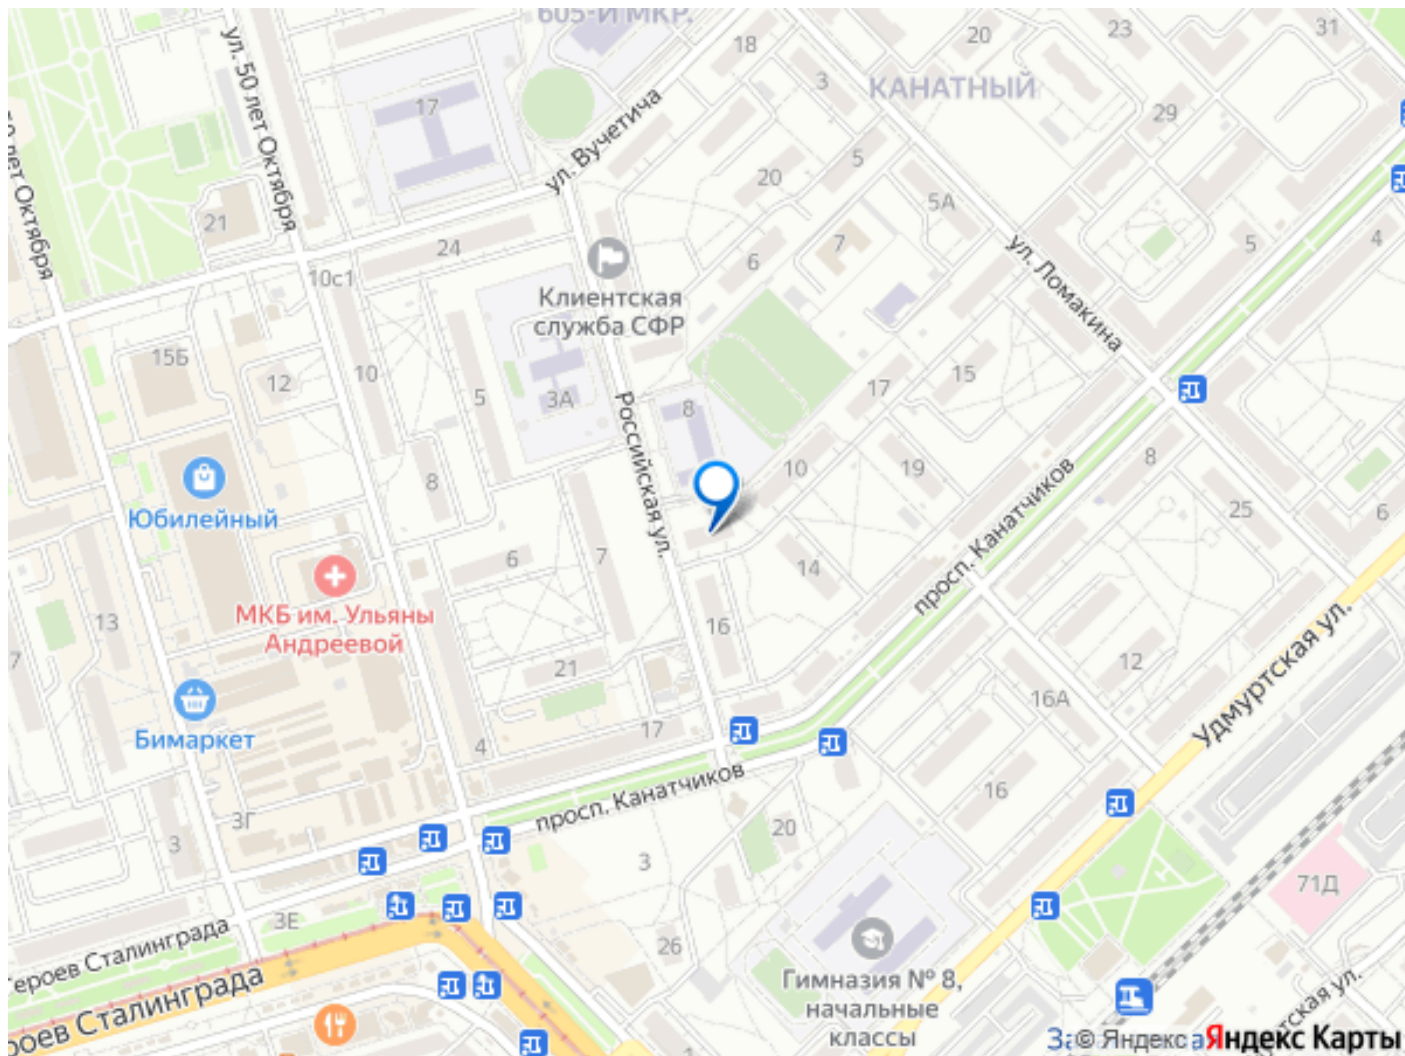 605-Й МКР.
18
20
23
31
3
КАНАТНЫЙ
ул. 50 лет Октября
17
ул. Вучетича
29
5
20
5А
21
24
10с1
лет Октября
6
7
5
4
ул. Ломакина
Клиентская
служба СФР
15Б
12
10
5
3А
8
17
15
Российская ул.
Юбилейный
8
10
19
8
25
6
просп. Канатчиков
МКБ им. Ульяны
Андреевой
6
7
14
13
7
16
12
21
16А
Удмуртская ул.
Бимаркет
4
17
16
просп. Канатчиков
3Г
3
20
3
71Д
3Е
26
Героев Сталинграда
Героев Сталинграда
Гимназия № 8,
начальные
классы
© Яндекс
Яндекс Карты